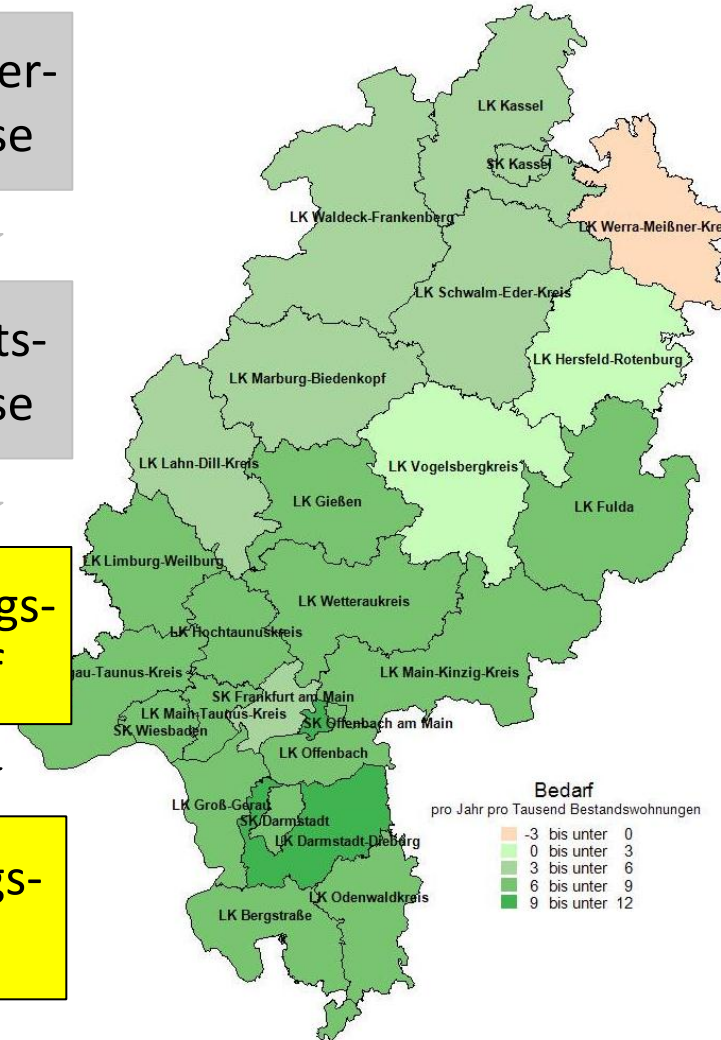 er-
se
ts-
se
gs-
f
gs-
LK Kassel
SK Kassel
LK Waldeck-Frankenberg
LK Werra-Meißner-Kre
LK Schwalm-Eder-Kreis
LK Hersfeld-Rotenburg
LK Marburg-Biedenkopf
LK Lahn-Dill-Kreis
LK Vogelsbergkreis
LK Gießen
LK Fulda
LK Limburg-Weilburg
LK Wetteraukreis
LK Hochtaunuskreis
gau-Taunus-Kreis
LK Main-Kinzig-Kreis
SK Frankfurt am Main
LK Main-Taunus-Kreis
SK Offenbach am Main
SK Wiesbaden
LK Offenbach
LK Groß-Gerau
SK Darmstadt
LK Darmstadt-Dieburg
LK Odenwaldkreis
LK Bergstraße
Bedarf
pro Jahr pro Tausend Bestandswohnungen
-3 bis unter 0
0 bis unter 3
3 bis unter 6
6 bis unter 9
9 bis unter 12